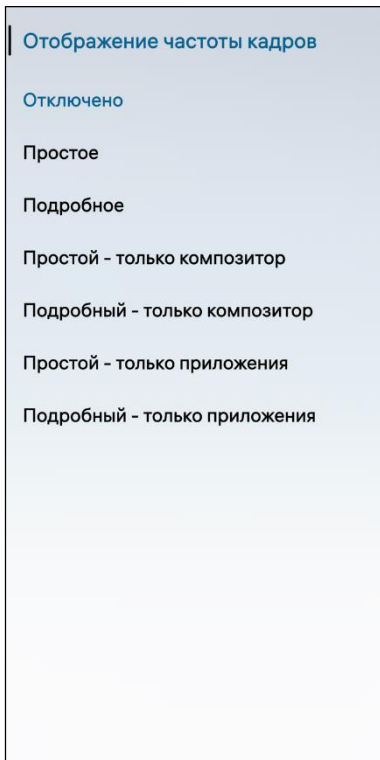 Отображение частоты кадров
Отключено
Простое
Подробное
Простой - только композитор
Подробный - только композитор
Простой - только приложения
Подробный - только приложения